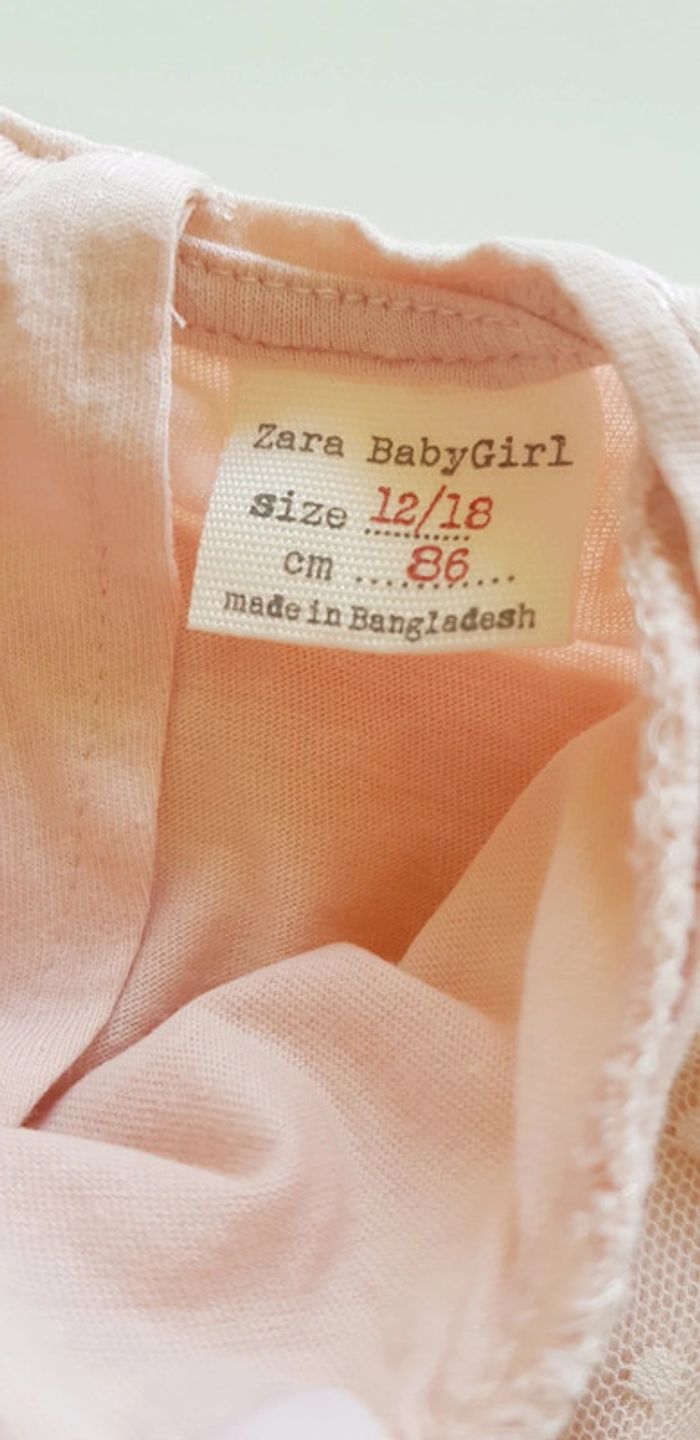 Zara BabyGirl
size 12/18
cm 86
made in Bangladesh